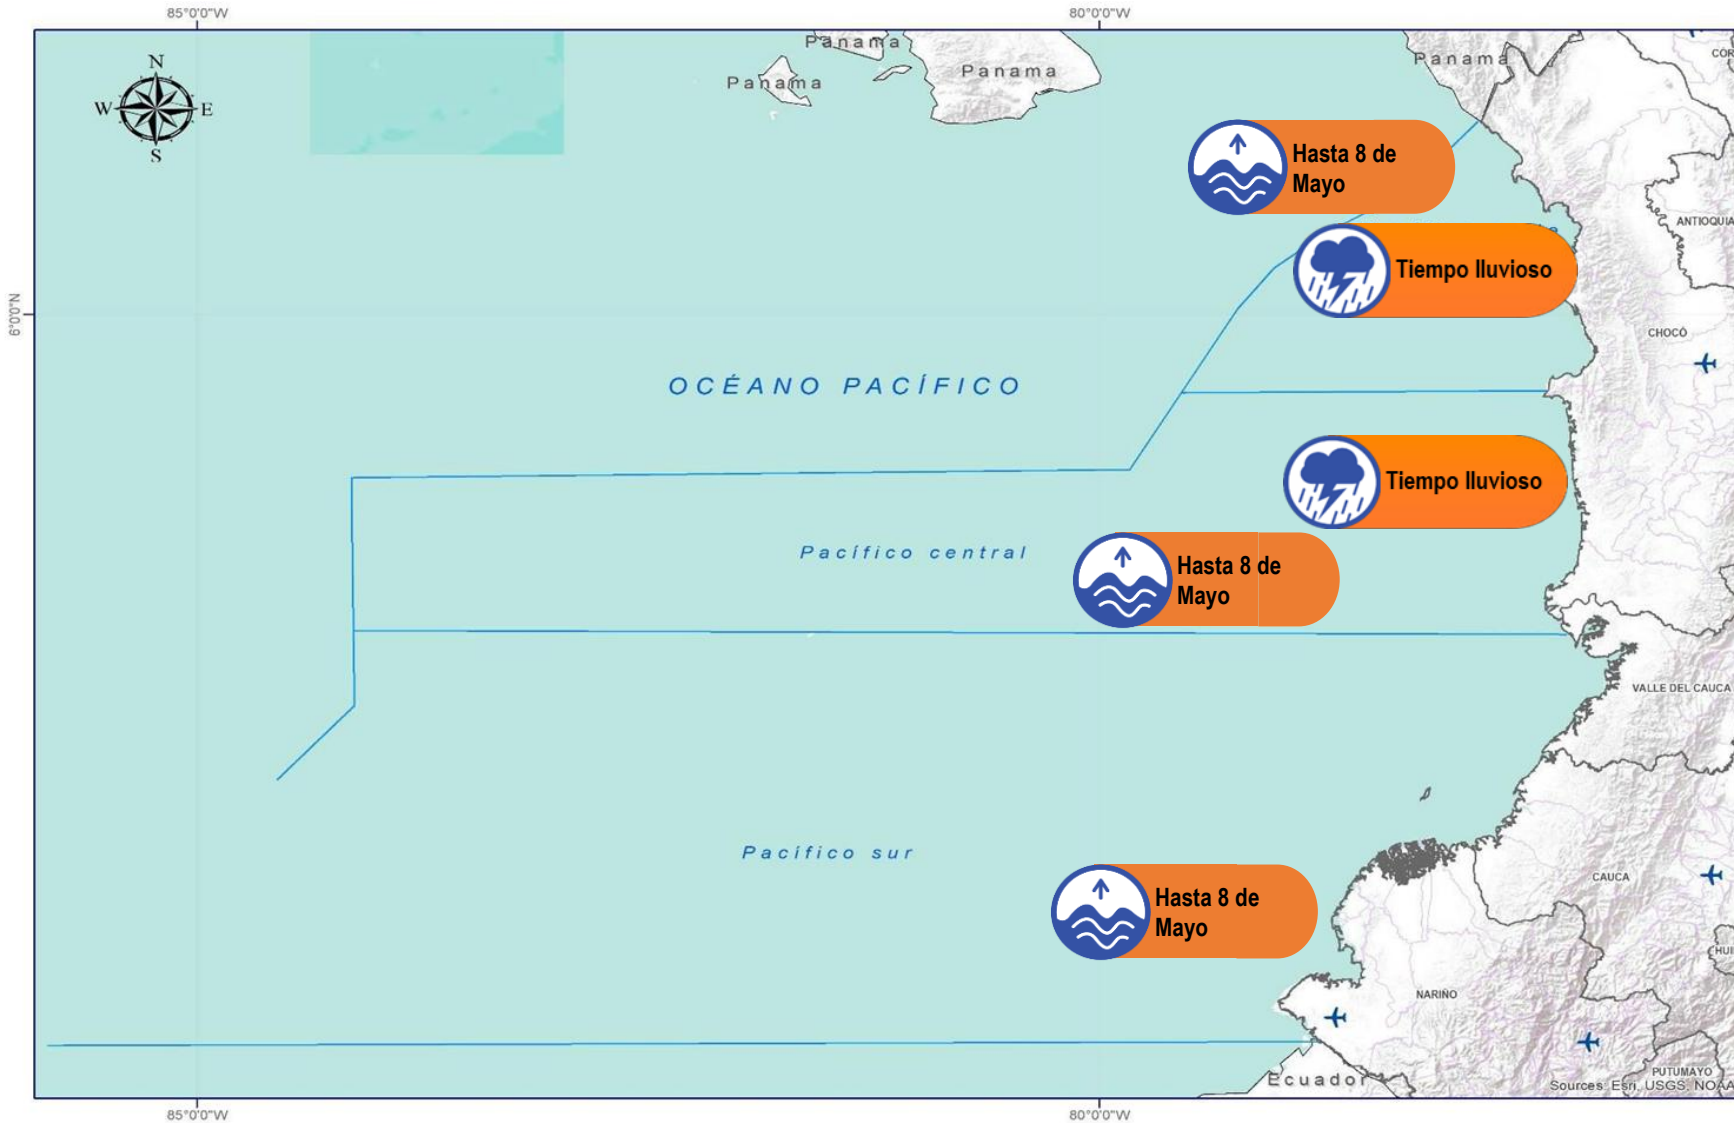 85°0'0"W
80°0'0"W
Panama
Panama
Panama
Panama
N
W
E
S
Hasta 8 de
Mayo
ANTIOQUIA
Tiempo lluvioso
6°0'0"N
CHOCÓ
OCÉANO PACÍFICO
Tiempo lluvioso
Pacífico central
Hasta 8 de
Mayo
VALLE DEL CAUCA
Pacífico sur
CAUCA
Hasta 8 de
Mayo
HUI
NARIÑO
PUTUMAYO
Ecuador
Sources: Esri, USGS, NOAA
85°0'0"W
80°0'0"W